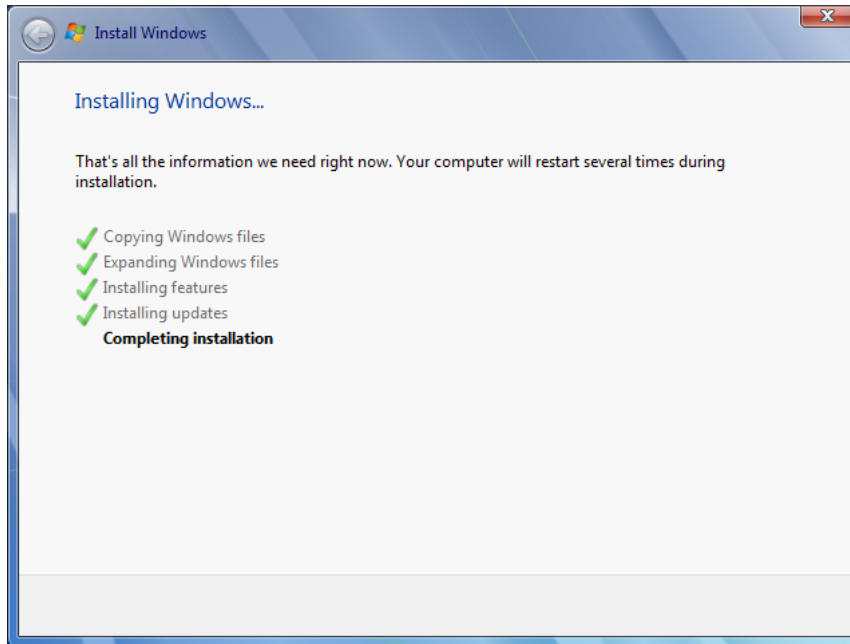 Install Windows
Installing Windows...
That's all the information we need right now. Your computer will restart several times during
installation.
Copying Windows files
Expanding Windows files
Installing features
Installing updates
Completing installation